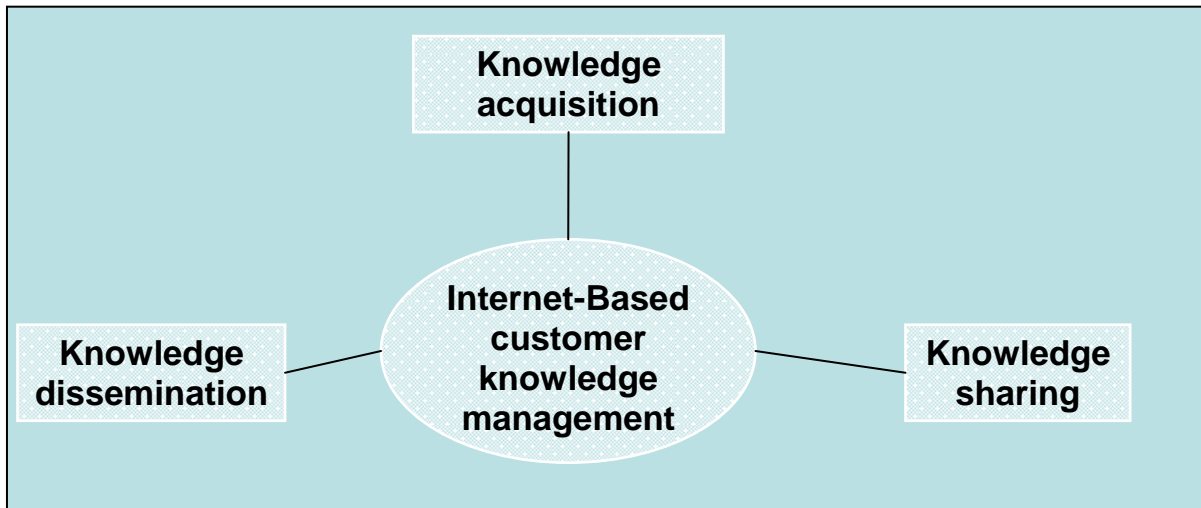 Knowledge
acquisition
Internet-Based
customer
knowledge
management
Knowledge
dissemination
Knowledge
sharing